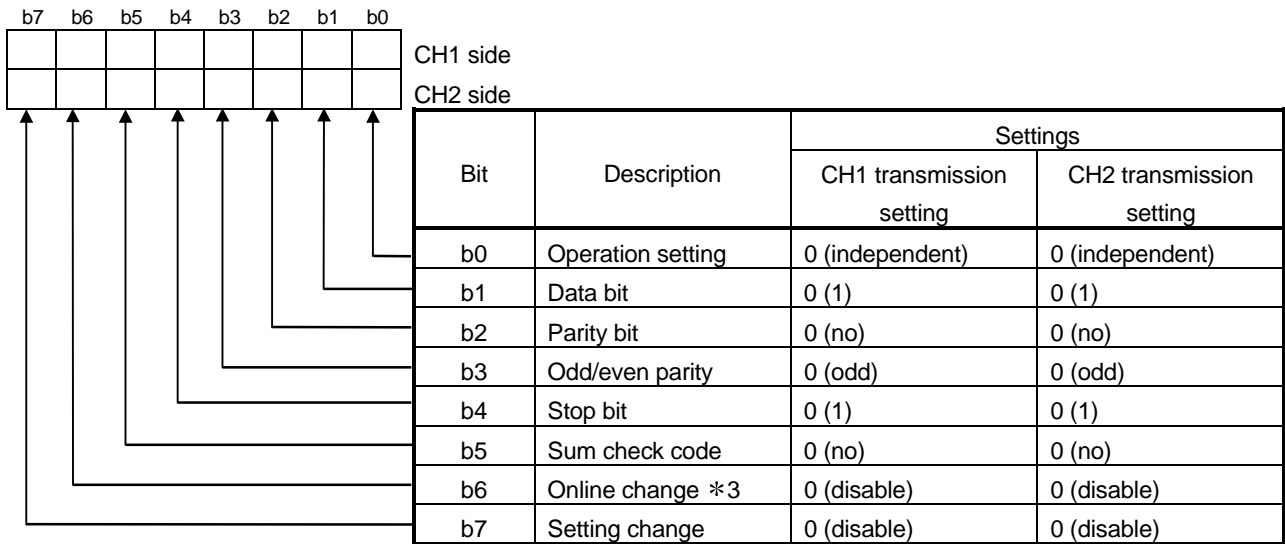 b7 b6 b5 b4 b3 b2 b1 b0
CH1 side
CH2 side
Bit Description Settings
CH1 transmission setting CH2 transmission setting
b0 Operation setting 0 (independent) 0 (independent)
b1 Data bit 0 (1) 0 (1)
b2 Parity bit 0 (no) 0 (no)
b3 Odd/even parity 0 (odd) 0 (odd)
b4 Stop bit 0 (1) 0 (1)
b5 Sum check code 0 (no) 0 (no)
b6 Online change ＊3 0 (disable) 0 (disable)
b7 Setting change 0 (disable) 0 (disable)